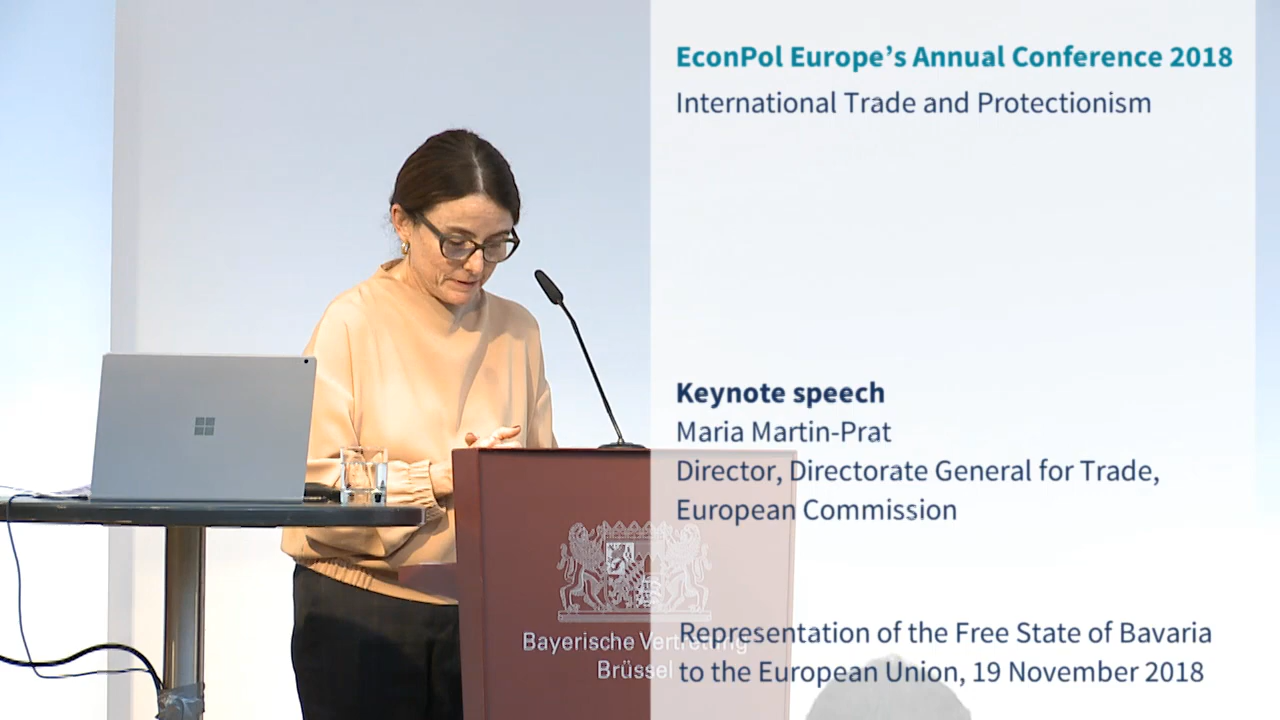 EconPol Europe's Annual Conference 2018
International Trade and Protectionism
Keynote speech
Maria Martin-Prat
Director, Directorate General for Trade,
European Commission
Representation of the Free State of Bavaria
to the European Union, 19 November 2018
Bayerische Vertretung
Brüssel